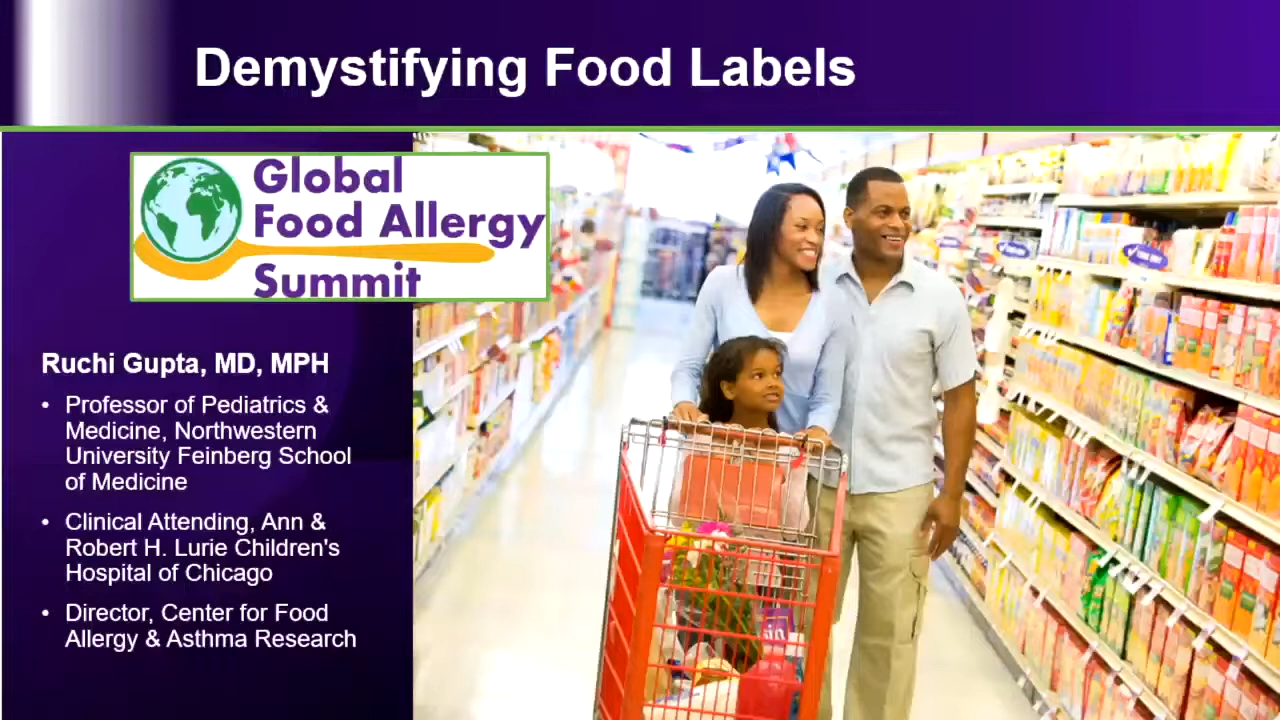 Demystifying Food Labels
Global
Food Allergy
Summit
Ruchi Gupta, MD, MPH
• Professor of Pediatrics &
Medicine, Northwestern
University Feinberg School
of Medicine
• Clinical Attending, Ann &
Robert H. Lurie Children's
Hospital of Chicago
• Director, Center for Food
Allergy & Asthma Research